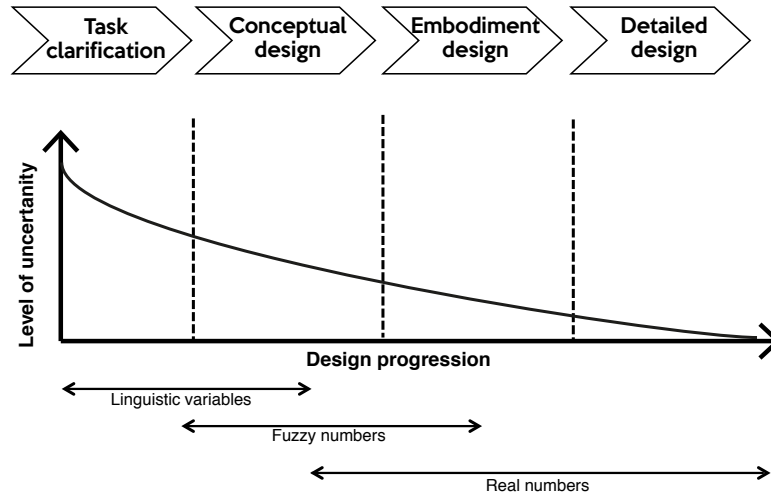 Task
clarification
Conceptual
design
Embodiment
design
Detailed
design
Level of uncertanity
Design progression
Linguistic variables
Fuzzy numbers
Real numbers